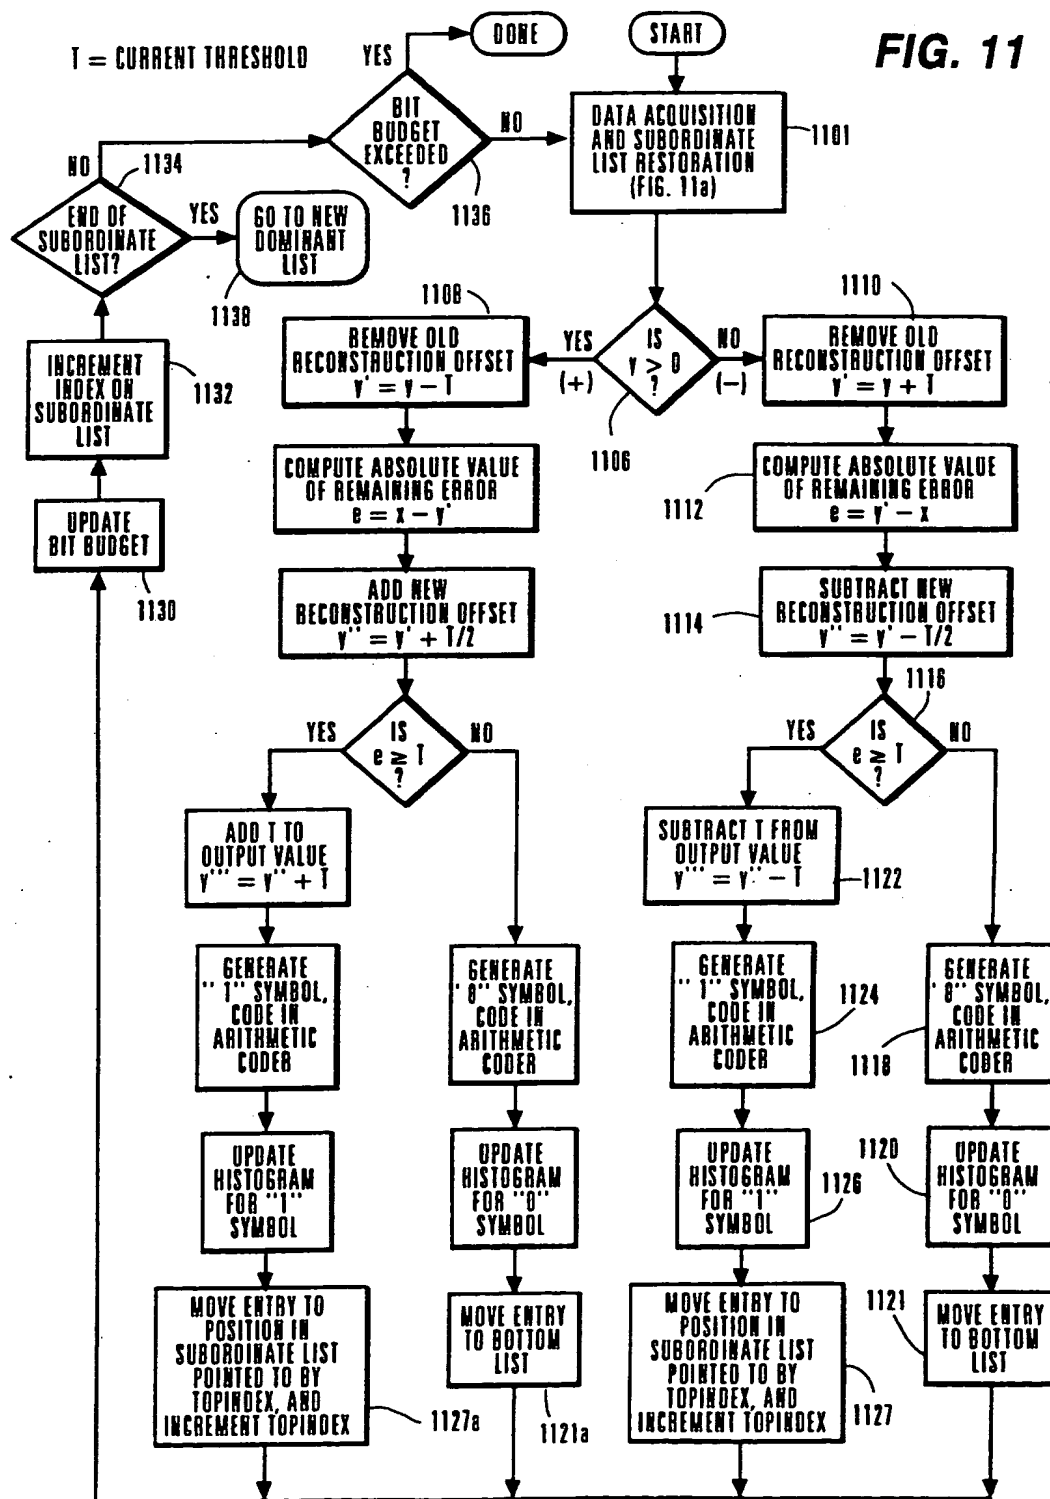 T = CURRENT THRESHOLD
YES
DONE
START
FIG. 11
BIT
BUDGET
EXCEEDED
?
NO
1136
DATA ACQUISITION
AND SUBORDINATE
LIST RESTORATION
(FIG. 11a)
1101
NO
1134
END OF
SUBORDINATE
LIST?
YES
GO TO NEW
DOMINANT
LIST
1138
INCREMENT
INDEX ON
SUBORDINATE
LIST
1132
UPDATE
BIT BUDGET
1130
1108
REMOVE OLD
RECONSTRUCTION OFFSET
y' = y − T
YES
(+)
IS
y > 0
?
NO
(−)
1106
1110
REMOVE OLD
RECONSTRUCTION OFFSET
y' = y + T
COMPUTE ABSOLUTE VALUE
OF REMAINING ERROR
e = x − y'
COMPUTE ABSOLUTE VALUE
OF REMAINING ERROR
e = y' − x
1112
ADD NEW
RECONSTRUCTION OFFSET
y'' = y' + T/2
SUBTRACT NEW
RECONSTRUCTION OFFSET
y'' = y' − T/2
1114
YES
IS
e ≥ T
?
NO
1116
YES
IS
e ≥ T
?
NO
ADD T TO
OUTPUT VALUE
y''' = y'' + T
SUBTRACT T FROM
OUTPUT VALUE
y''' = y'' − T
1122
GENERATE
"1" SYMBOL,
CODE IN
ARITHMETIC
CODER
GENERATE
'0" SYMBOL,
CODE IN
ARITHMETIC
CODER
GENERATE
"1" SYMBOL,
CODE IN
ARITHMETIC
CODER
1124
GENERATE
'0" SYMBOL,
CODE IN
ARITHMETIC
CODER
1118
UPDATE
HISTOGRAM
FOR "1"
SYMBOL
UPDATE
HISTOGRAM
FOR "0"
SYMBOL
UPDATE
HISTOGRAM
FOR "1"
SYMBOL
1126
UPDATE
HISTOGRAM
FOR "0"
SYMBOL
1120
MOVE ENTRY TO
POSITION IN
SUBORDINATE LIST
POINTED TO BY
TOPINDEX, AND
INCREMENT TOPINDEX
1127a
MOVE ENTRY
TO BOTTOM
LIST
1121a
MOVE ENTRY TO
POSITION IN
SUBORDINATE LIST
POINTED TO BY
TOPINDEX, AND
INCREMENT TOPINDEX
1127
MOVE ENTRY
TO BOTTOM
LIST
1121